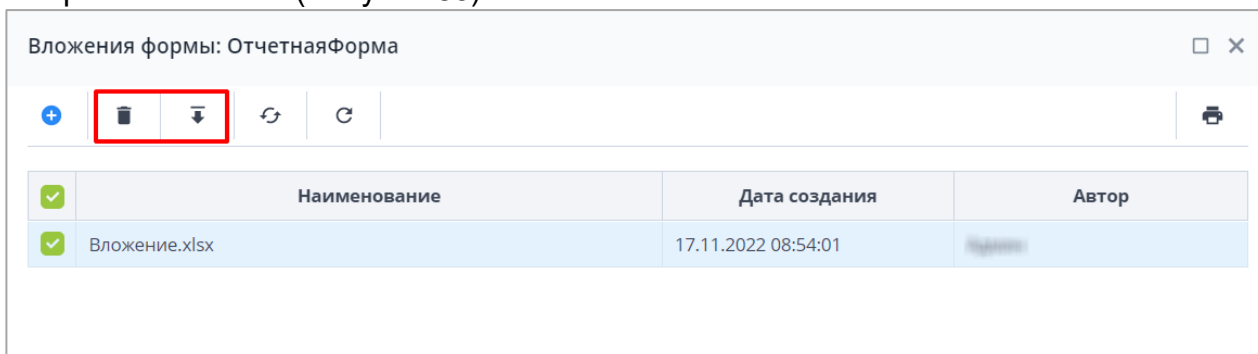 Вложения формы: ОтчетнаяФорма
Наименование Дата создания Автор
Вложение.xlsx 17.11.2022 08:54:01